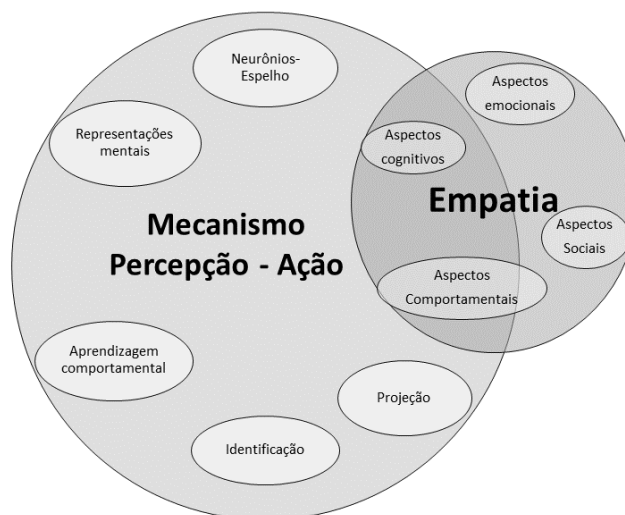 Neurônios-
Espelho
Aspectos
emocionais
Representações
mentais
Aspectos
cognitivos
Empatia
Mecanismo
Percepção - Ação
Aspectos
Sociais
Aspectos
Comportamentais
Aprendizagem
comportamental
Projeção
Identificação